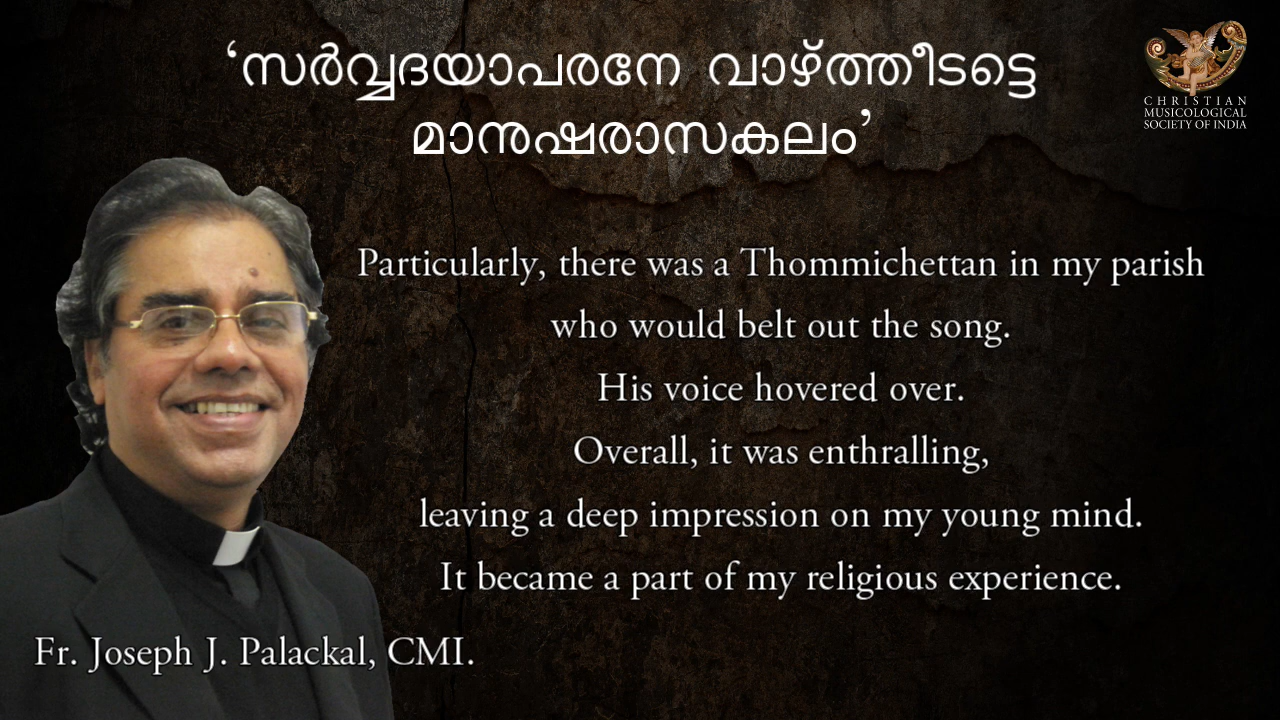 ‘സർവ്വദയാപരനേ വാഴ്ത്തീടട്ടെ
മാനുഷരാസകലം’
CHRISTIAN
MUSICOLOGICAL
SOCIETY OF INDIA
Particularly, there was a Thommichettan in my parish
who would belt out the song.
His voice hovered over.
Overall, it was enthralling,
leaving a deep impression on my young mind.
It became a part of my religious experience.
Fr. Joseph J. Palackal, CMI.